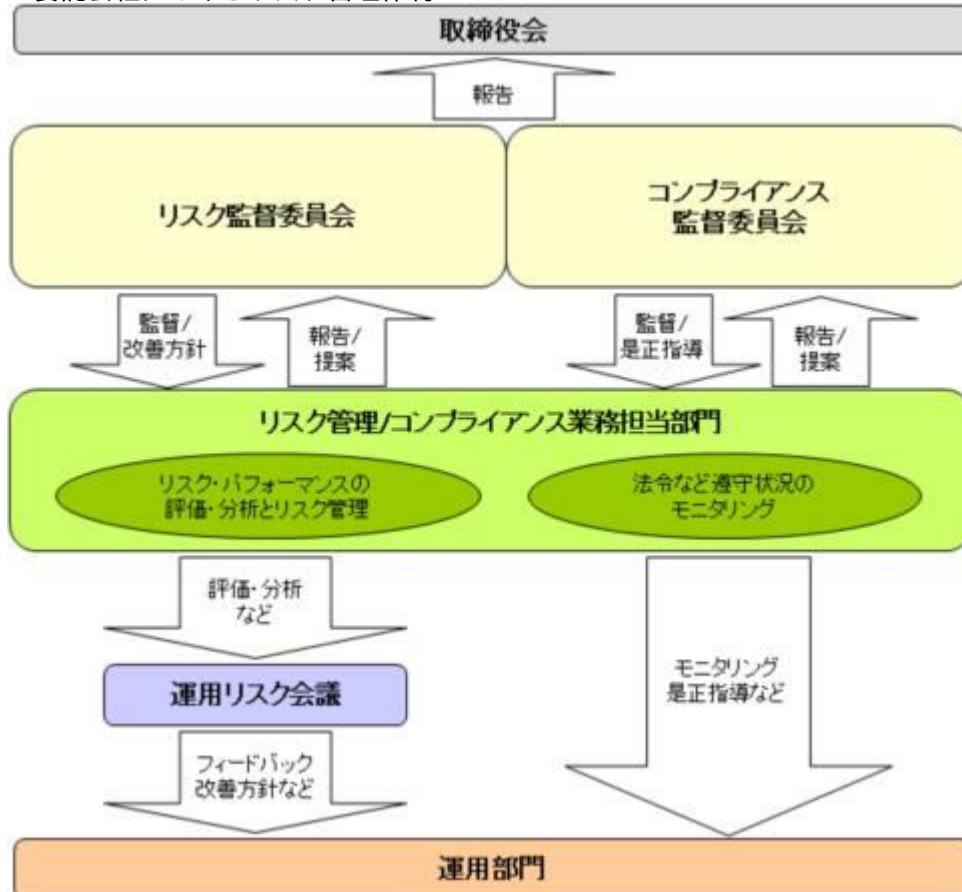 取締役会
報告
リスク監督委員会
コンプライアンス
監督委員会
監督/
改善方針
報告/
提案
監督/
是正指導
報告/
提案
リスク管理/コンプライアンス業務担当部門
リスク・パフォーマンスの
評価・分析とリスク管理
法令など遵守状況の
モニタリング
評価・分析
など
運用リスク会議
モニタリング
是正指導など
フィードバック
改善方針など
運用部門